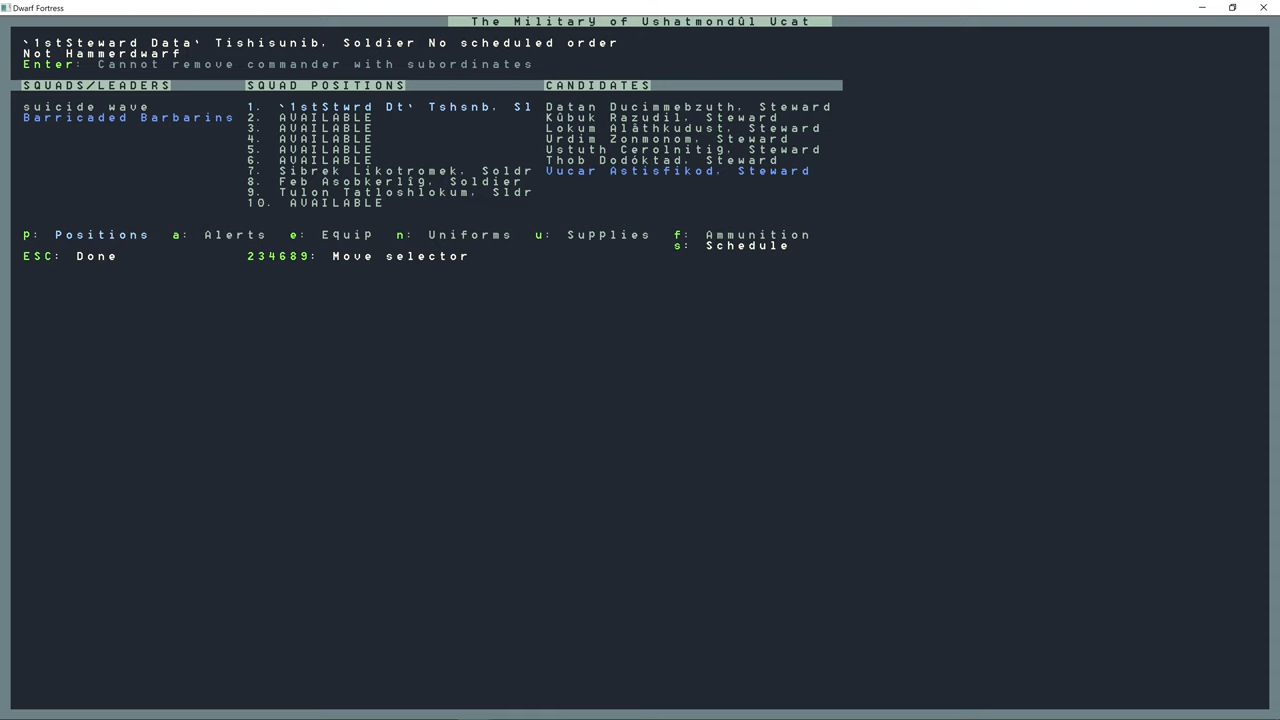 Dwarf Fortress
The Military of Ushatmondûl Ucat
`1stSteward Data` Tishisunib, Soldier No scheduled order
Not Hammerdwarf
Enter: Cannot remove commander with subordinates
SQUADS/LEADERS SQUAD POSITIONS CANDIDATES
suicide wave 1. `1stStwrd Dt` Tshsnb, Sl Datan Ducimmebzuth, Steward
Barricaded Barbarins 2. AVAILABLE Kûbuk Razudil, Steward
3. AVAILABLE Lokum Alåthkudust, Steward
4. AVAILABLE Urdim Zonmonom, Steward
5. AVAILABLE Ustuth Cerolnitig, Steward
6. AVAILABLE Thob Dodóktad, Steward
7. Sibrek Likotromek, Soldr Vucar Astisfikod, Steward
8. Feb Asobkerlîg, Soldier
9. Tulon Tatloshlokum, Sldr
10. AVAILABLE
p: Positions a: Alerts e: Equip n: Uniforms u: Supplies f: Ammunition
s: Schedule
ESC: Done 234689: Move selector